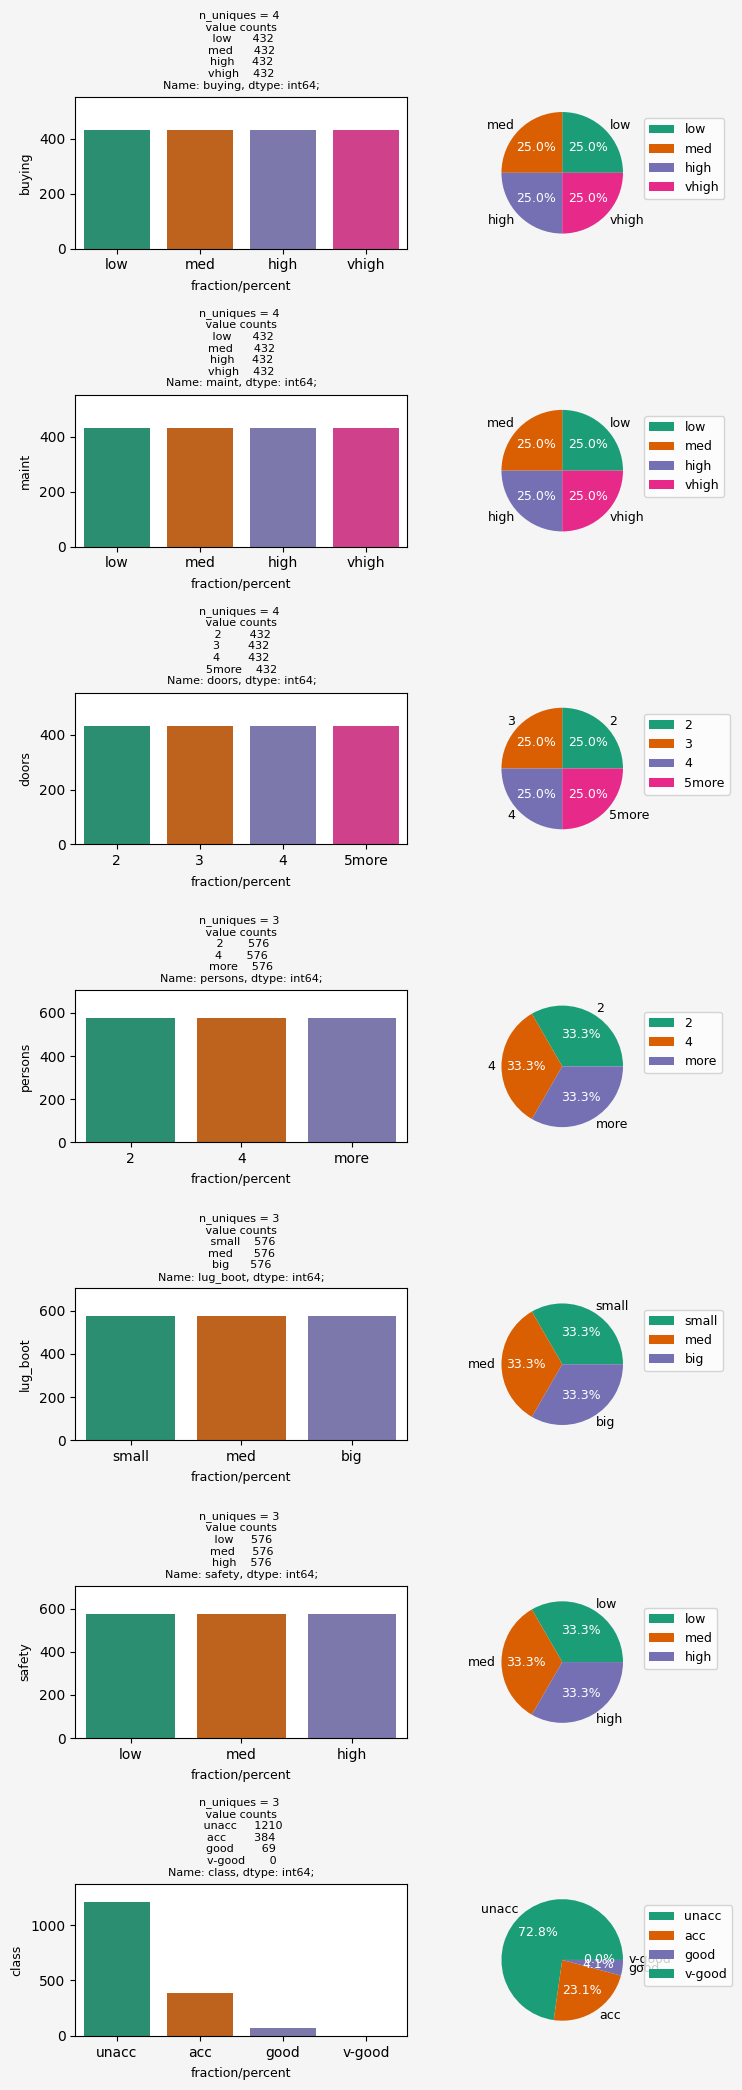 n_uniques = 4
value counts
low 432
med 432
high 432
vhigh 432
Name: buying, dtype: int64;
400
200
0
buying
low med high vhigh
fraction/percent
med low
25.0% 25.0%
25.0% 25.0%
high vhigh
low
med
high
vhigh
n_uniques = 4
value counts
low 432
med 432
high 432
vhigh 432
Name: maint, dtype: int64;
400
200
0
maint
low med high vhigh
fraction/percent
med low
25.0% 25.0%
25.0% 25.0%
high vhigh
low
med
high
vhigh
n_uniques = 4
value counts
2 432
3 432
4 432
5more 432
Name: doors, dtype: int64;
400
200
0
doors
2 3 4 5more
fraction/percent
3 2
25.0% 25.0%
25.0% 25.0%
4 5more
2
3
4
5more
n_uniques = 3
value counts
2 576
4 576
more 576
Name: persons, dtype: int64;
600
400
200
0
persons
2 4 more
fraction/percent
2
33.3%
4 33.3%
33.3%
more
2
4
more
n_uniques = 3
value counts
small 576
med 576
big 576
Name: lug_boot, dtype: int64;
600
400
200
0
lug_boot
small med big
fraction/percent
small
33.3%
med 33.3%
33.3%
big
small
med
big
n_uniques = 3
value counts
low 576
med 576
high 576
Name: safety, dtype: int64;
600
400
200
0
safety
low med high
fraction/percent
low
33.3%
med 33.3%
33.3%
high
low
med
high
n_uniques = 3
value counts
unacc 1210
acc 384
good 69
v-good 0
Name: class, dtype: int64;
1000
500
0
class
unacc acc good v-good
fraction/percent
unacc
72.8%
0.0% v-good
4.1% good
23.1%
acc
unacc
acc
good
v-good